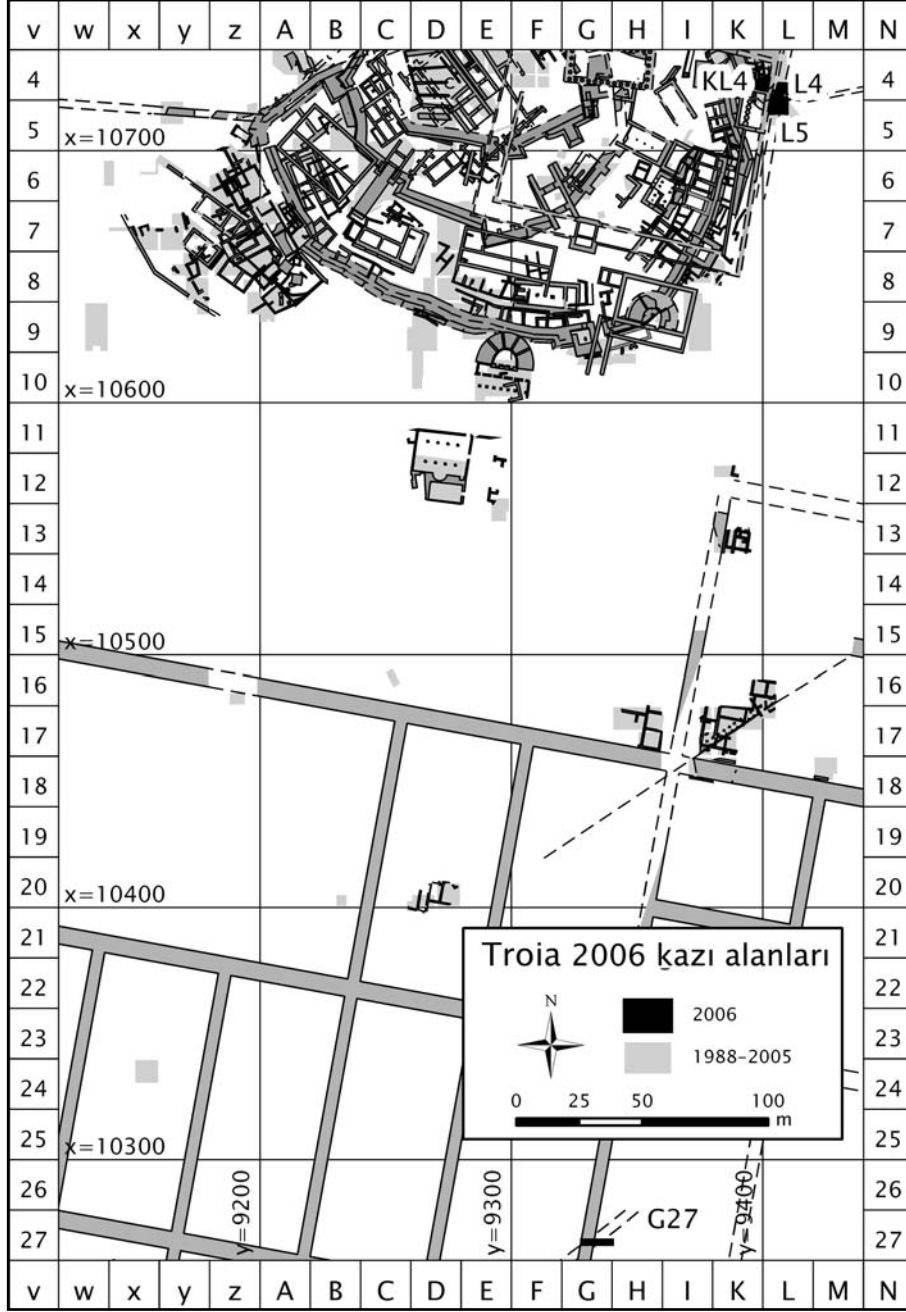 v w x y z A B C D E F G H I K L M N
4 KL4 L4 4
5 x=10700 L5 5
6 6
7 7
8 8
9 9
10 x=10600 10
11 11
12 12
13 13
14 14
15 x=10500 15
16 16
17 17
18 18
19 19
20 x=10400 20
21 Troia 2006 kazı alanları 21
22 N 2006 22
23 1988-2005 23
24 0 25 50 100 24
m
25 x=10300 25
26 y=9200 y=9300 y=9400 26
27 G27 27
v w x y z A B C D E F G H I K L M N